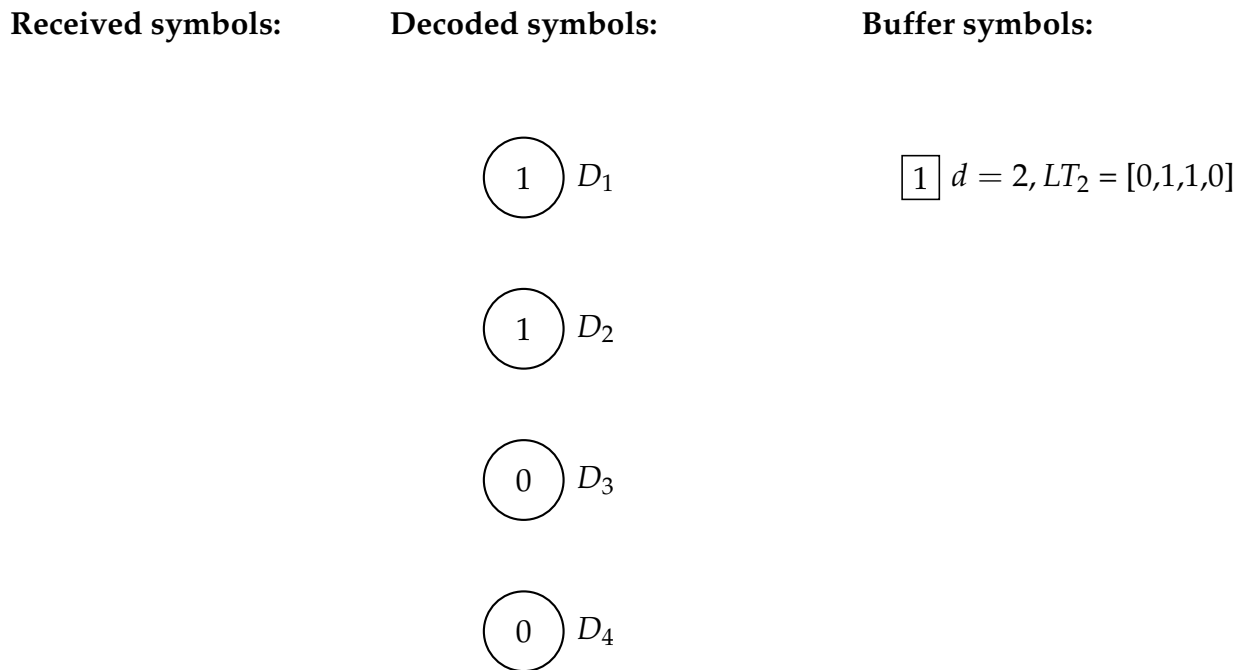 Received symbols: Decoded symbols: Buffer symbols:
1 D₁ 1 d = 2, LT₂ = [0,1,1,0]
1 D₂
0 D₃
0 D₄